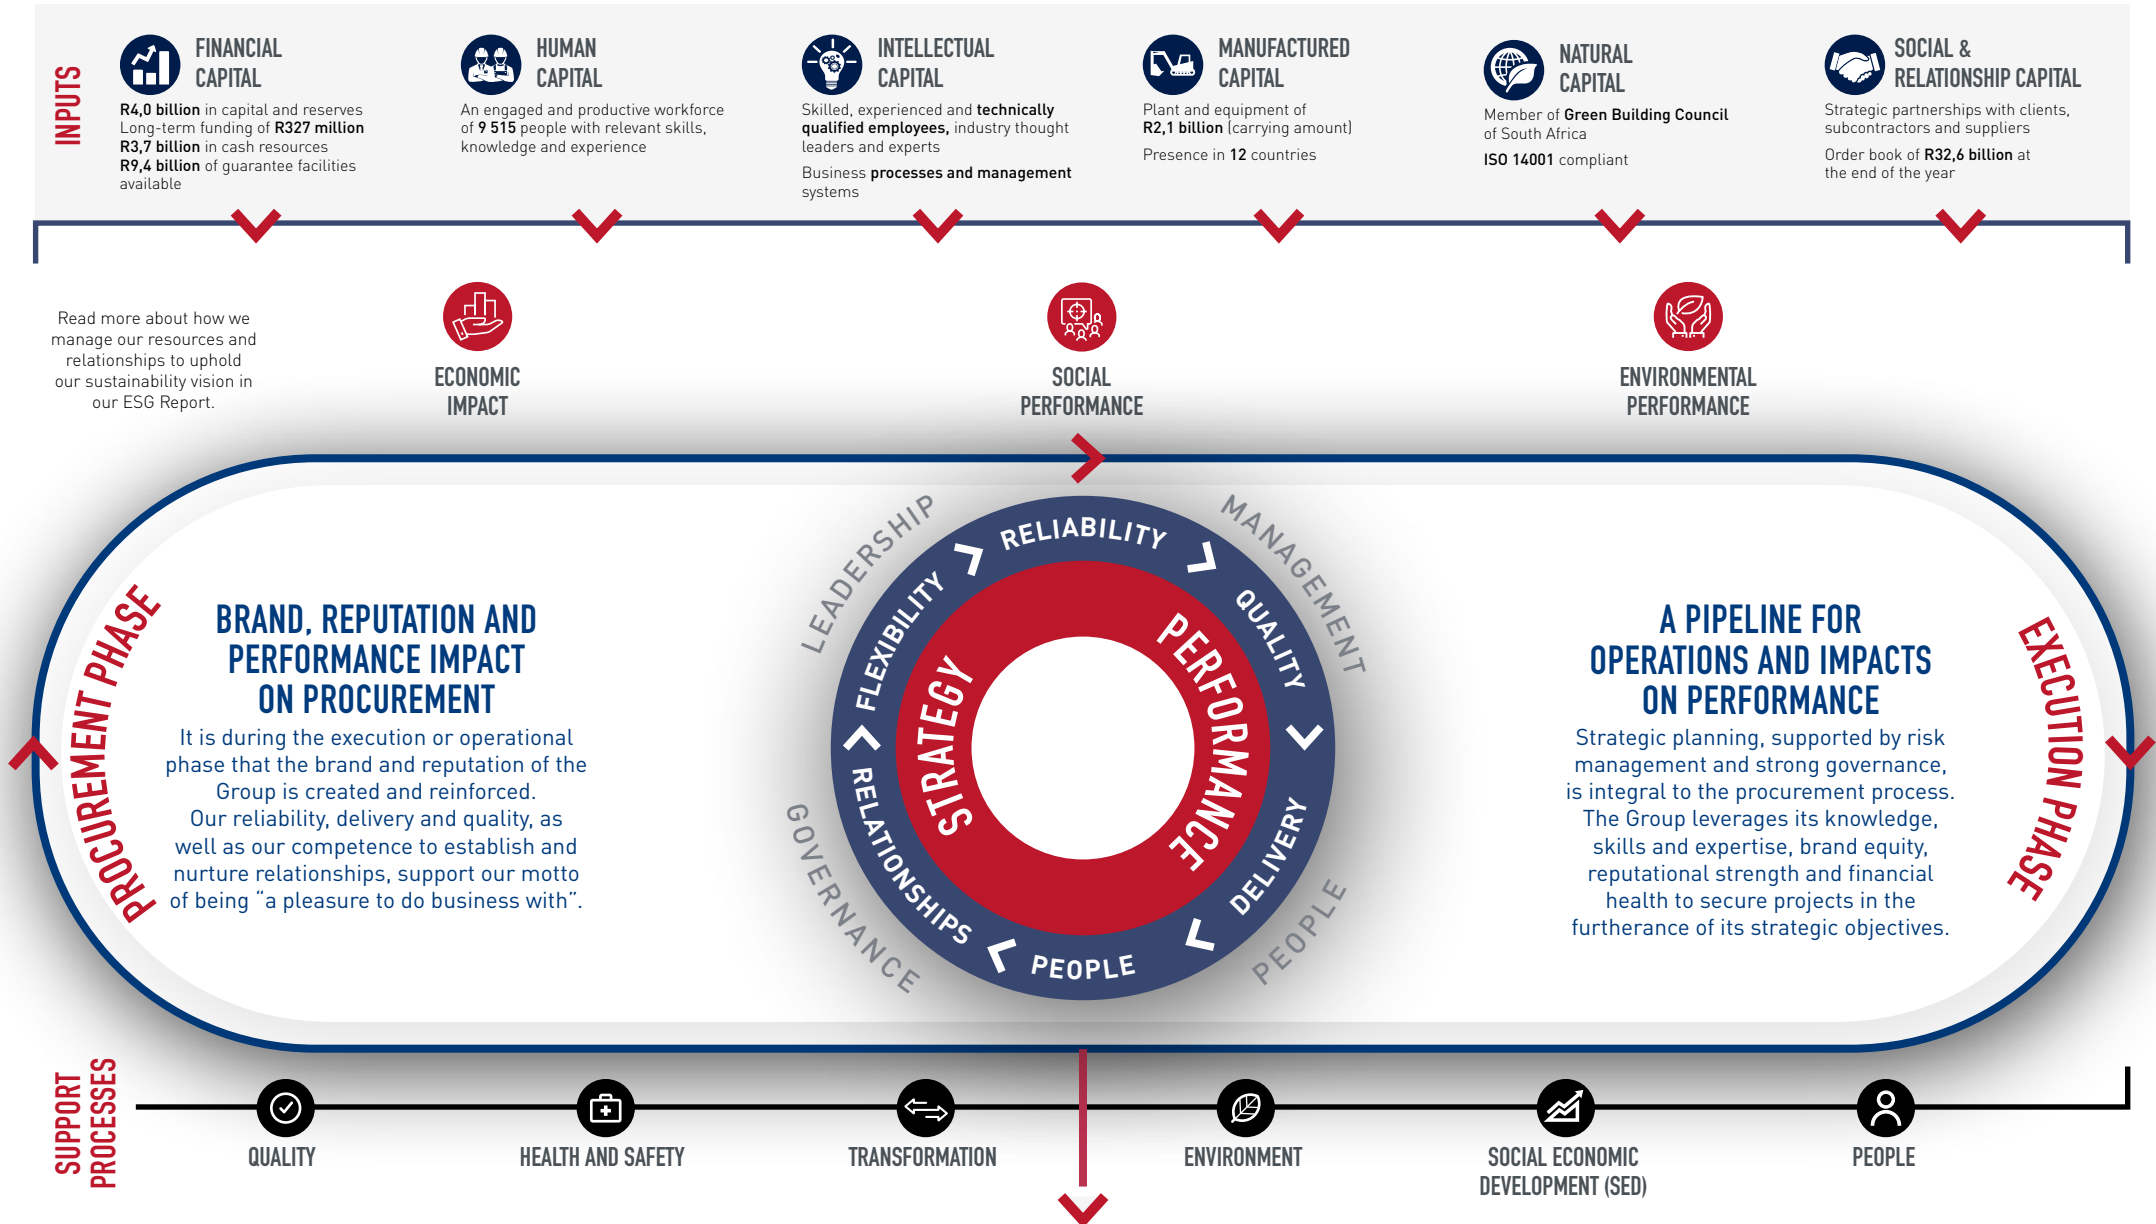 INPUTS
FINANCIAL
CAPITAL
R4,0 billion in capital and reserves
Long-term funding of R327 million
R3,7 billion in cash resources
R9,4 billion of guarantee facilities
available
HUMAN
CAPITAL
An engaged and productive workforce
of 9 515 people with relevant skills,
knowledge and experience
INTELLECTUAL
CAPITAL
Skilled, experienced and technically
qualified employees, industry thought
leaders and experts
Business processes and management
systems
MANUFACTURED
CAPITAL
Plant and equipment of
R2,1 billion (carrying amount)
Presence in 12 countries
NATURAL
CAPITAL
Member of Green Building Council
of South Africa
ISO 14001 compliant
SOCIAL &
RELATIONSHIP CAPITAL
Strategic partnerships with clients,
subcontractors and suppliers
Order book of R32,6 billion at
the end of the year
Read more about how we
manage our resources and
relationships to uphold
our sustainability vision in
our ESG Report.
ECONOMIC
IMPACT
SOCIAL
PERFORMANCE
ENVIRONMENTAL
PERFORMANCE
PROCUREMENT PHASE
BRAND, REPUTATION AND
PERFORMANCE IMPACT
ON PROCUREMENT
It is during the execution or operational
phase that the brand and reputation of the
Group is created and reinforced.
Our reliability, delivery and quality, as
well as our competence to establish and
nurture relationships, support our motto
of being “a pleasure to do business with”.
LEADERSHIP
MANAGEMENT
GOVERNANCE
PEOPLE
RELIABILITY
QUALITY
DELIVERY
PEOPLE
RELATIONSHIPS
FLEXIBILITY
STRATEGY
PERFORMANCE
A PIPELINE FOR
OPERATIONS AND IMPACTS
ON PERFORMANCE
Strategic planning, supported by risk
management and strong governance,
is integral to the procurement process.
The Group leverages its knowledge,
skills and expertise, brand equity,
reputational strength and financial
health to secure projects in the
furtherance of its strategic objectives.
EXECUTION PHASE
SUPPORT
PROCESSES
QUALITY
HEALTH AND SAFETY
TRANSFORMATION
ENVIRONMENT
SOCIAL ECONOMIC
DEVELOPMENT (SED)
PEOPLE